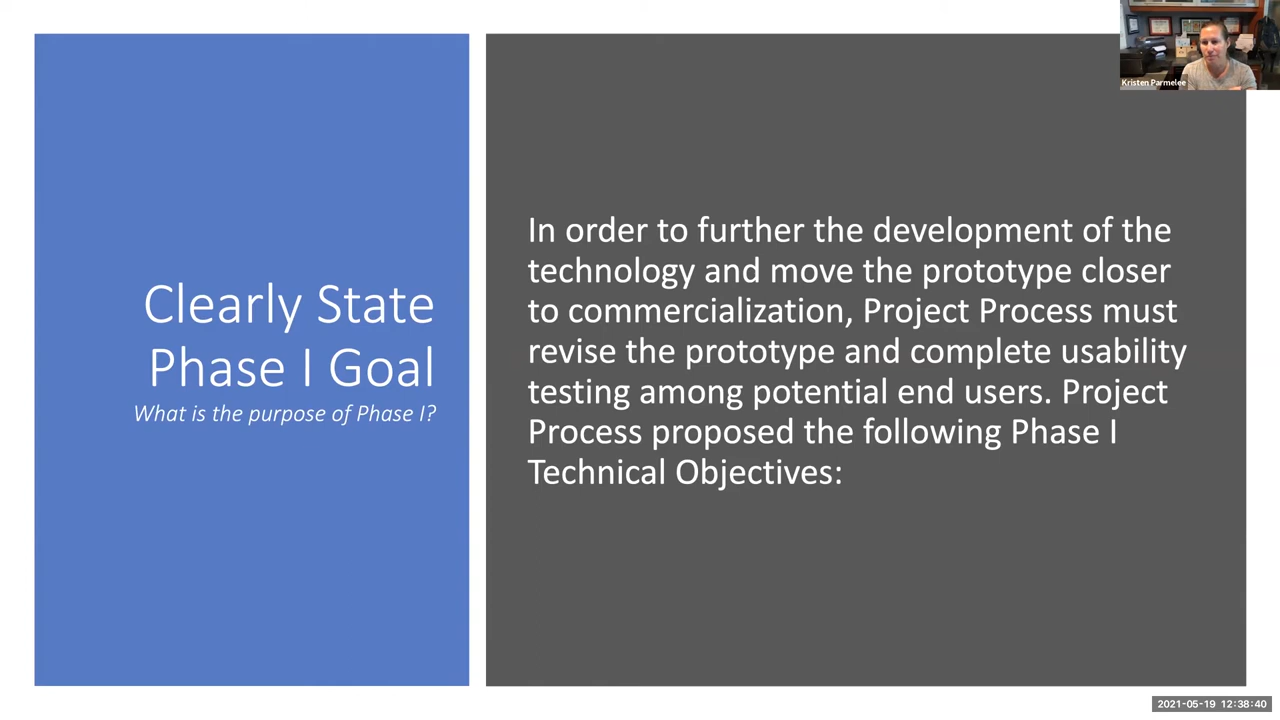 Clearly State
Phase I Goal
What is the purpose of Phase I?
In order to further the development of the
technology and move the prototype closer
to commercialization, Project Process must
revise the prototype and complete usability
testing among potential end users. Project
Process proposed the following Phase I
Technical Objectives:
Kristen Parmelee
2021-05-19 12:38:40